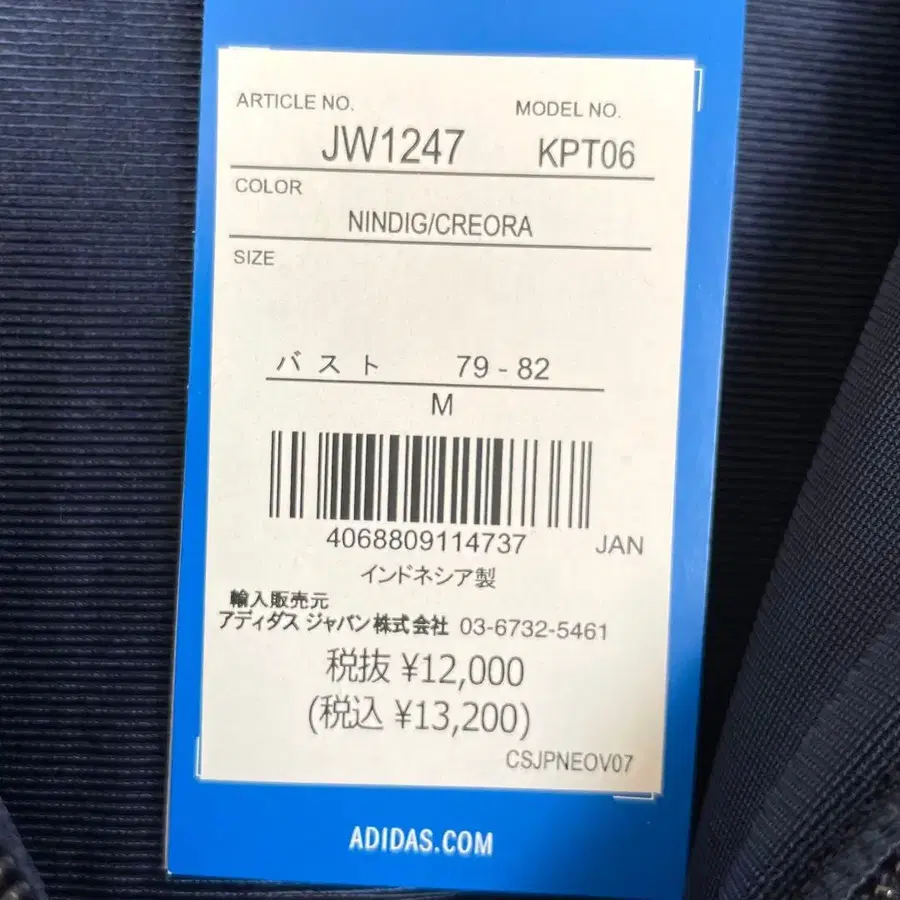 ARTICLE NO. MODEL NO.
JW1247 KPT06
COLOR
NINDIG/CREORA
SIZE
バスト 79 - 82
M
4068809114737 JAN
インドネシア製
輸入販売元
アディダス ジャパン株式会社 03-6732-5461
税抜 ¥12,000
(税込 ¥13,200)
CSJPNEOV07
ADIDAS.COM